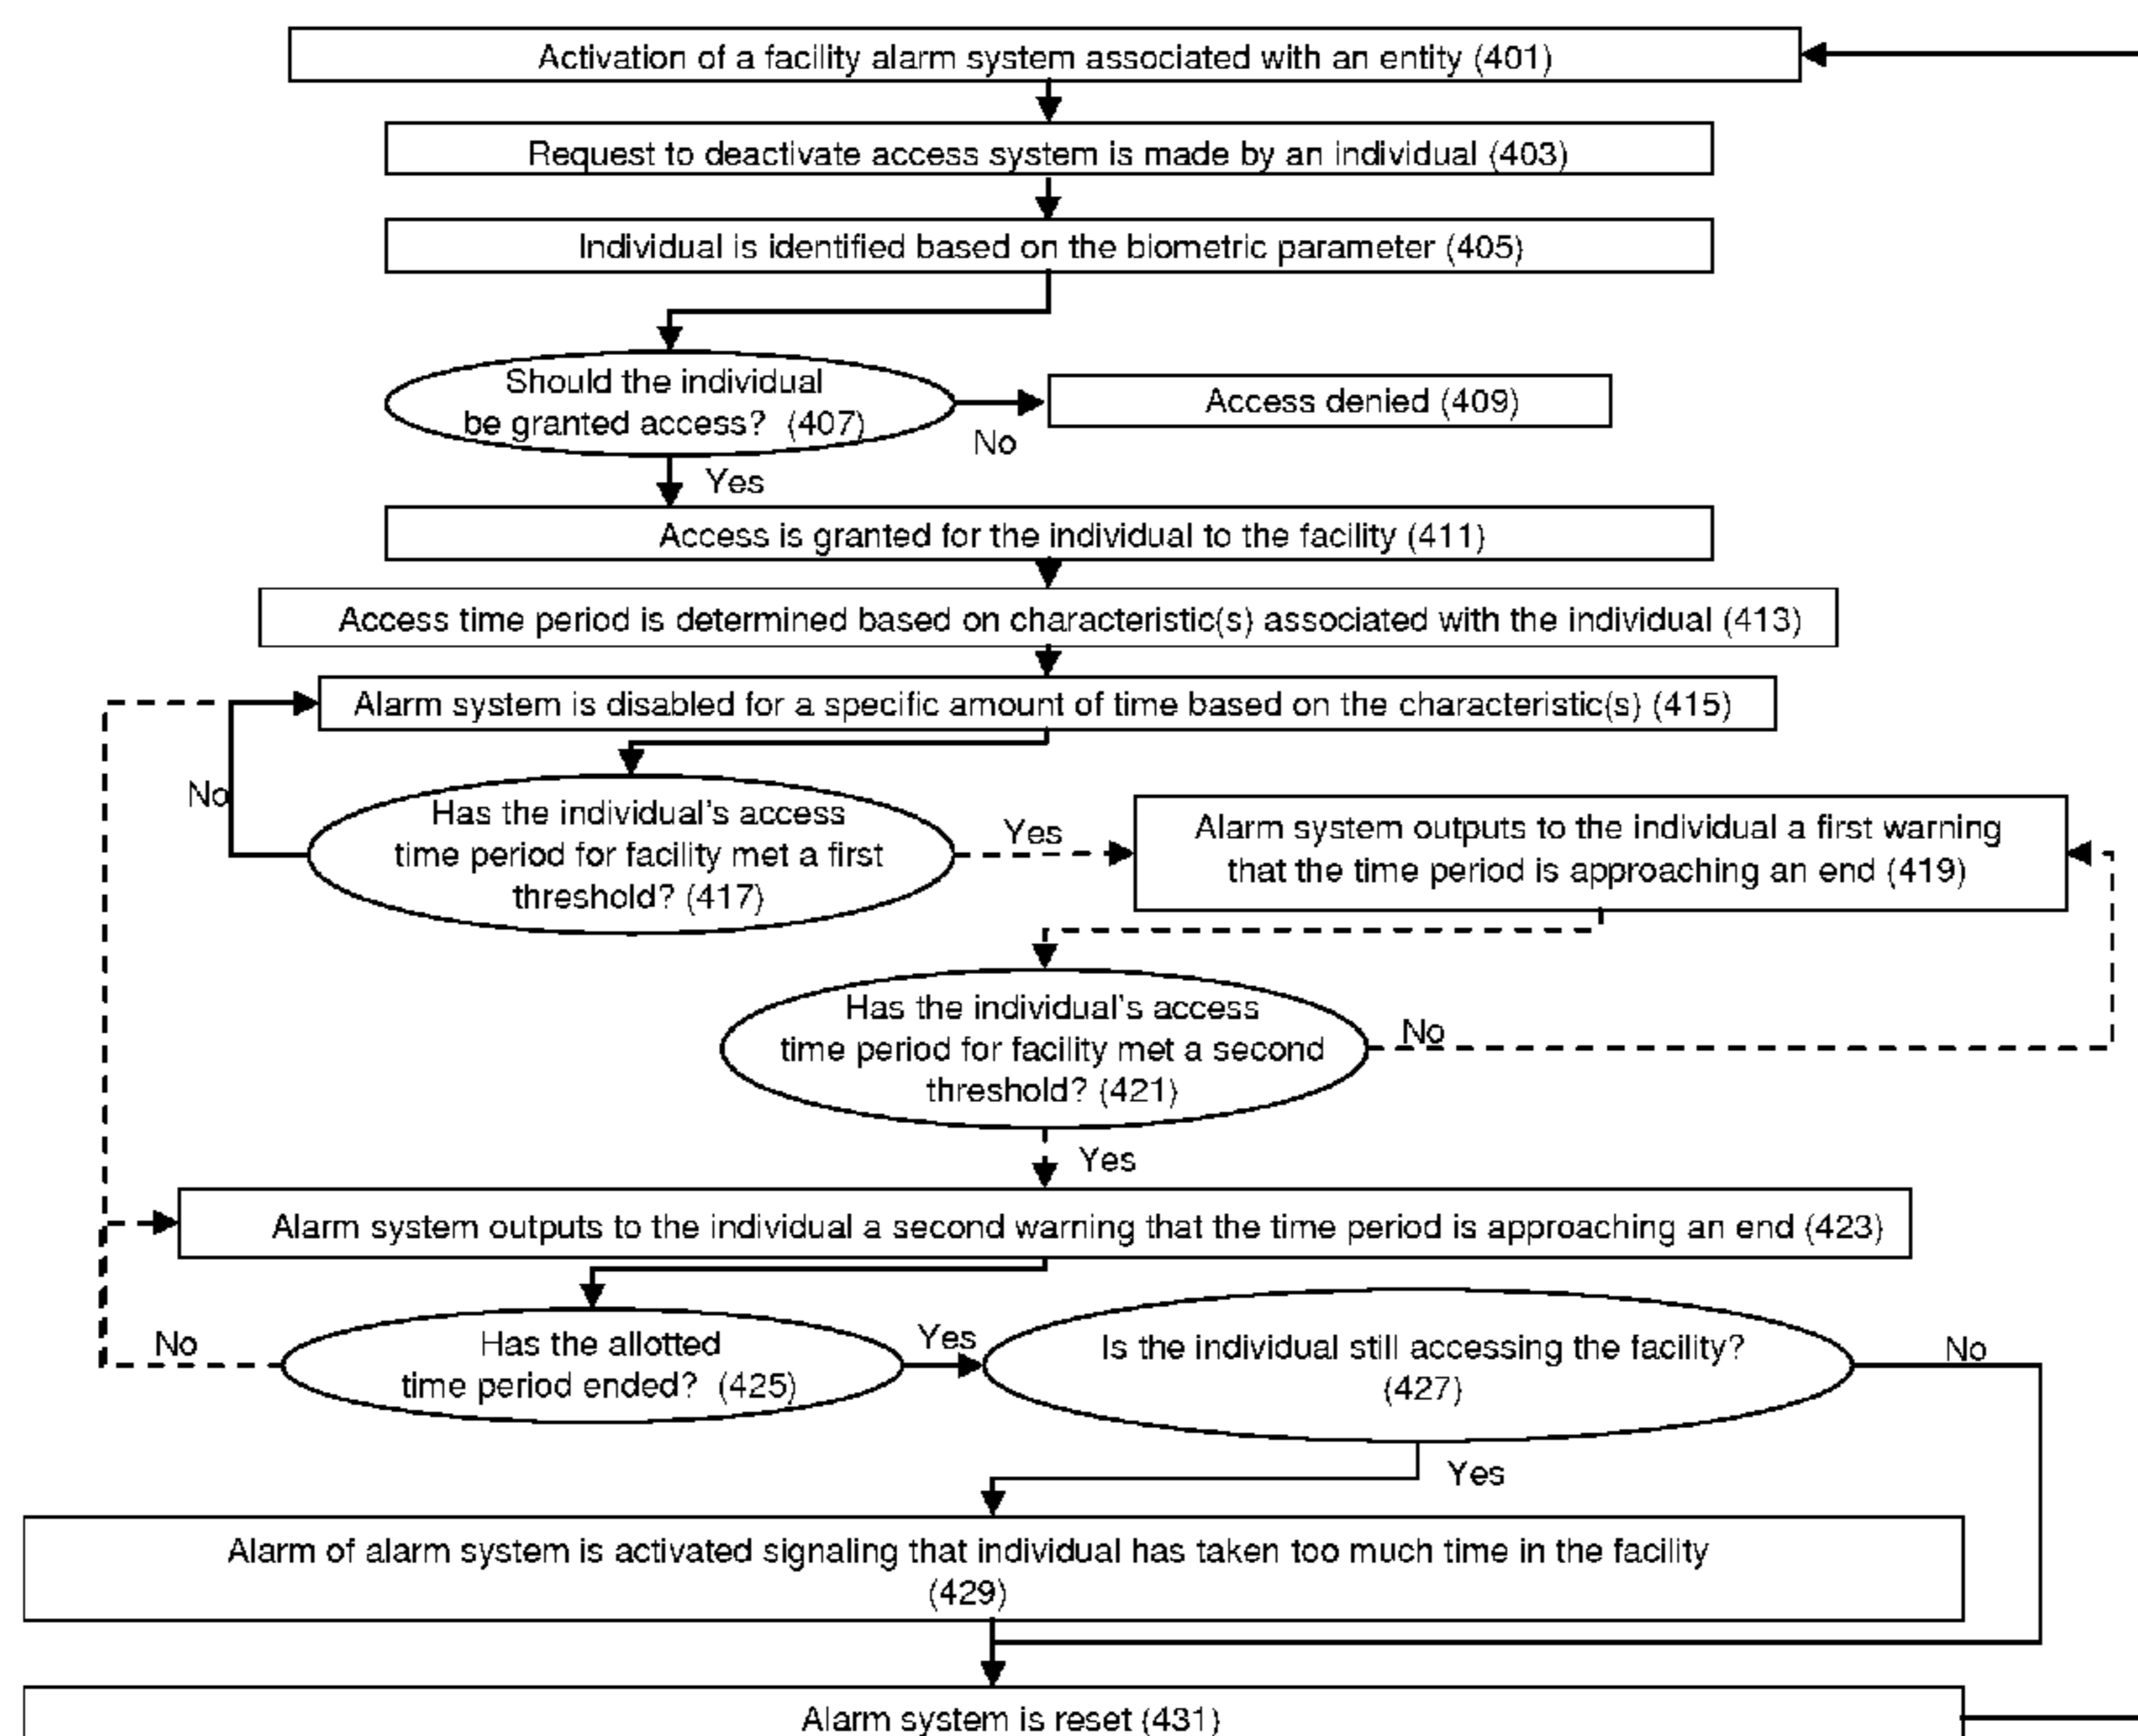 Activation of a facility alarm system associated with an entity (401)
Request to deactivate access system is made by an individual (403)
Individual is identified based on the biometric parameter (405)
Should the individual
be granted access? (407)
No
Access denied (409)
Yes
Access is granted for the individual to the facility (411)
Access time period is determined based on characteristic(s) associated with the individual (413)
Alarm system is disabled for a specific amount of time based on the characteristic(s) (415)
No
Has the individual's access
time period for facility met a first
threshold? (417)
Yes
Alarm system outputs to the individual a first warning
that the time period is approaching an end (419)
Has the individual's access
time period for facility met a second
threshold? (421)
No
Yes
Alarm system outputs to the individual a second warning that the time period is approaching an end (423)
No
Has the allotted
time period ended? (425)
Yes
Is the individual still accessing the facility?
(427)
No
Yes
Alarm of alarm system is activated signaling that individual has taken too much time in the facility
(429)
Alarm system is reset (431)